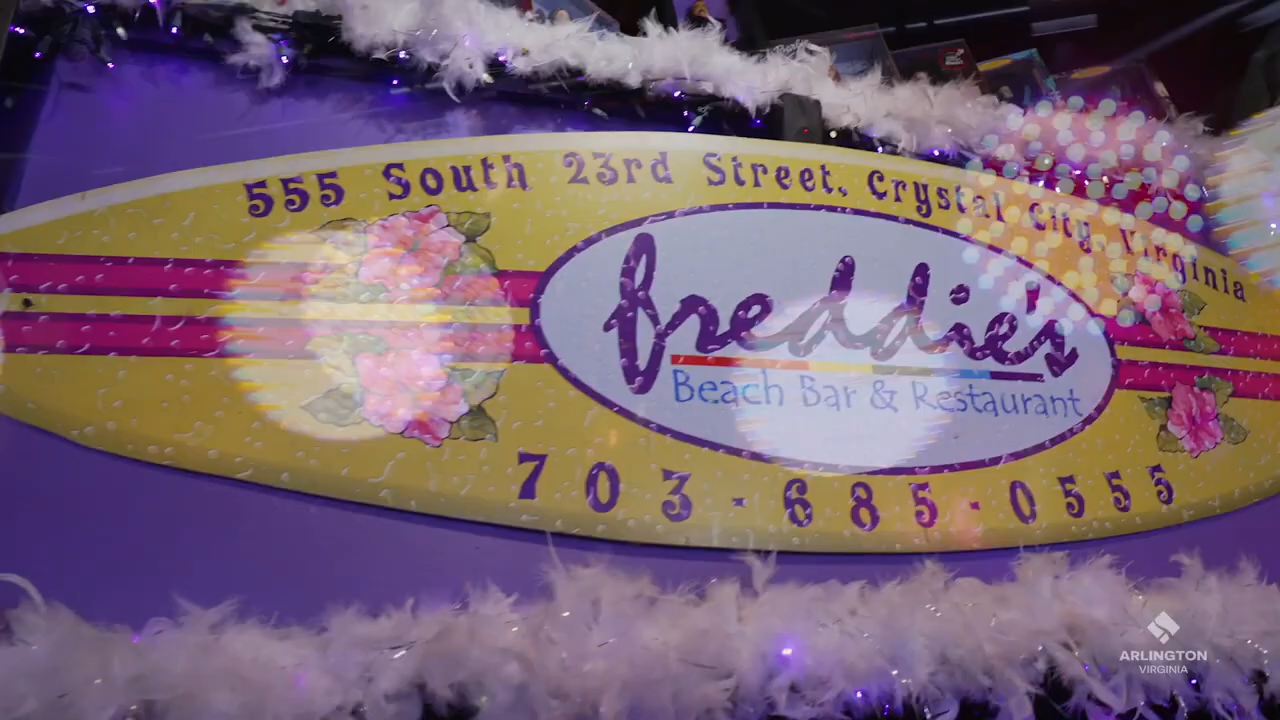 555 South 23rd Street, Crystal City, Virginia
freddie's
Beach Bar & Restaurant
703-685-0555
ARLINGTON
VIRGINIA